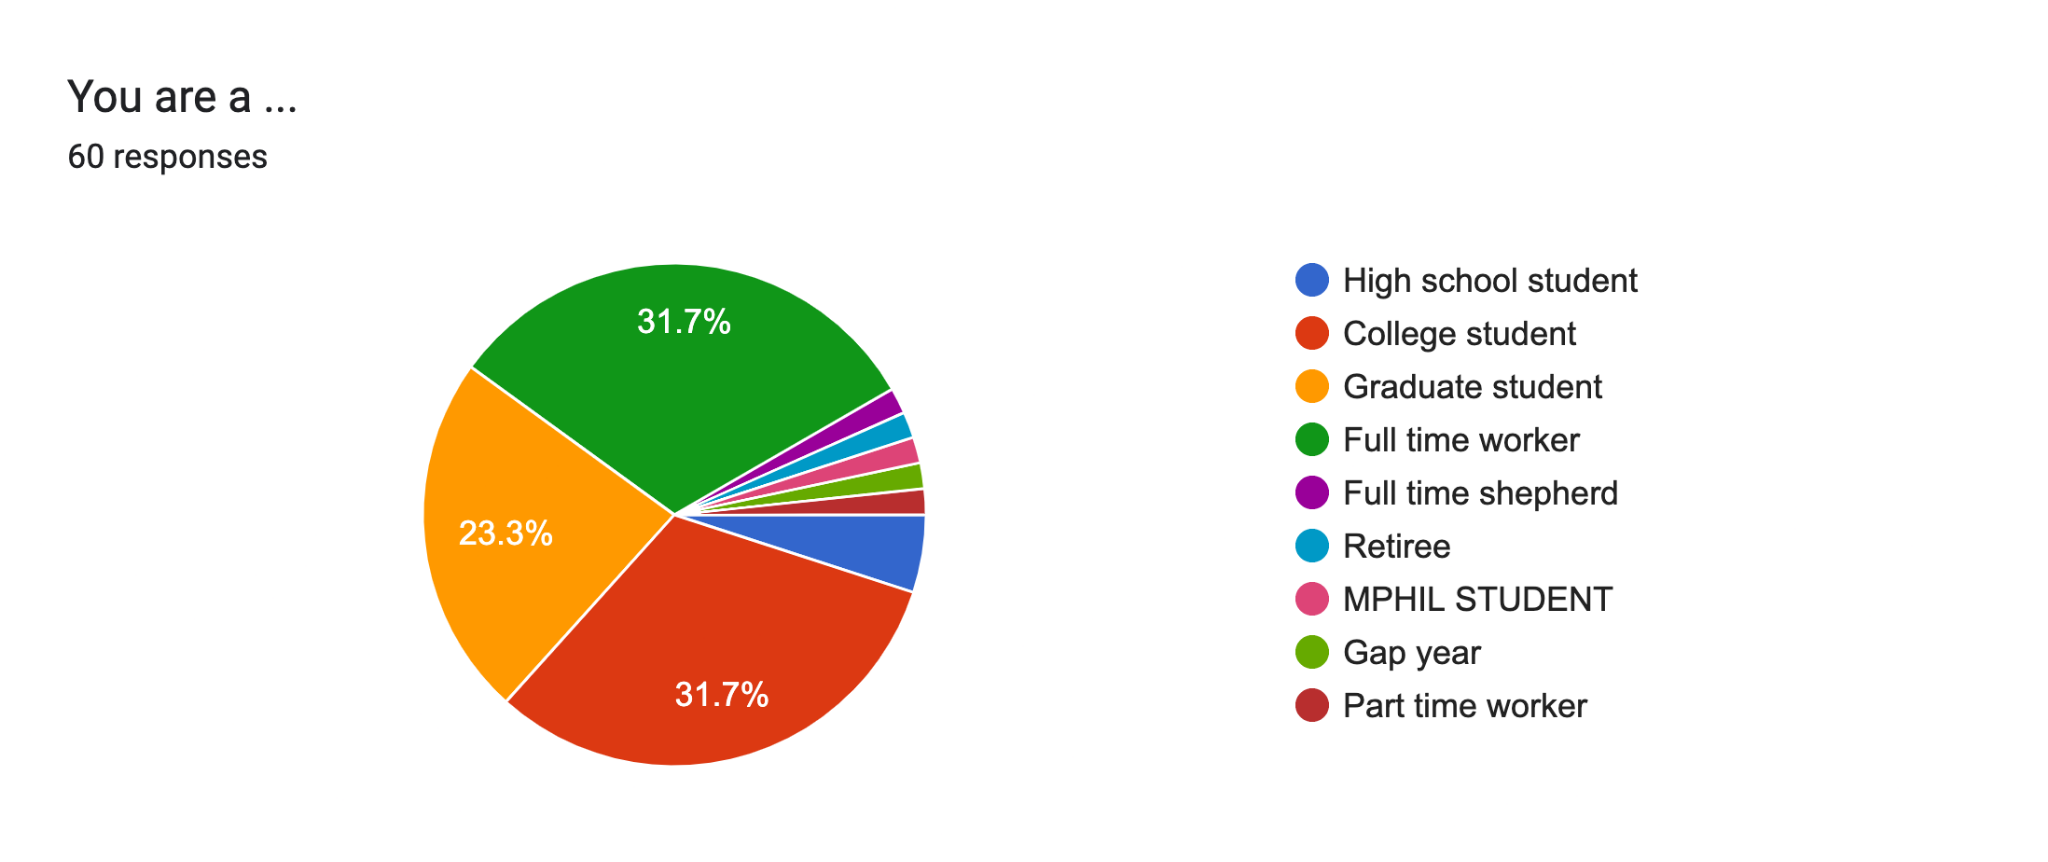 You are a ...
60 responses
31.7%
23.3%
31.7%
High school student
College student
Graduate student
Full time worker
Full time shepherd
Retiree
MPHIL STUDENT
Gap year
Part time worker